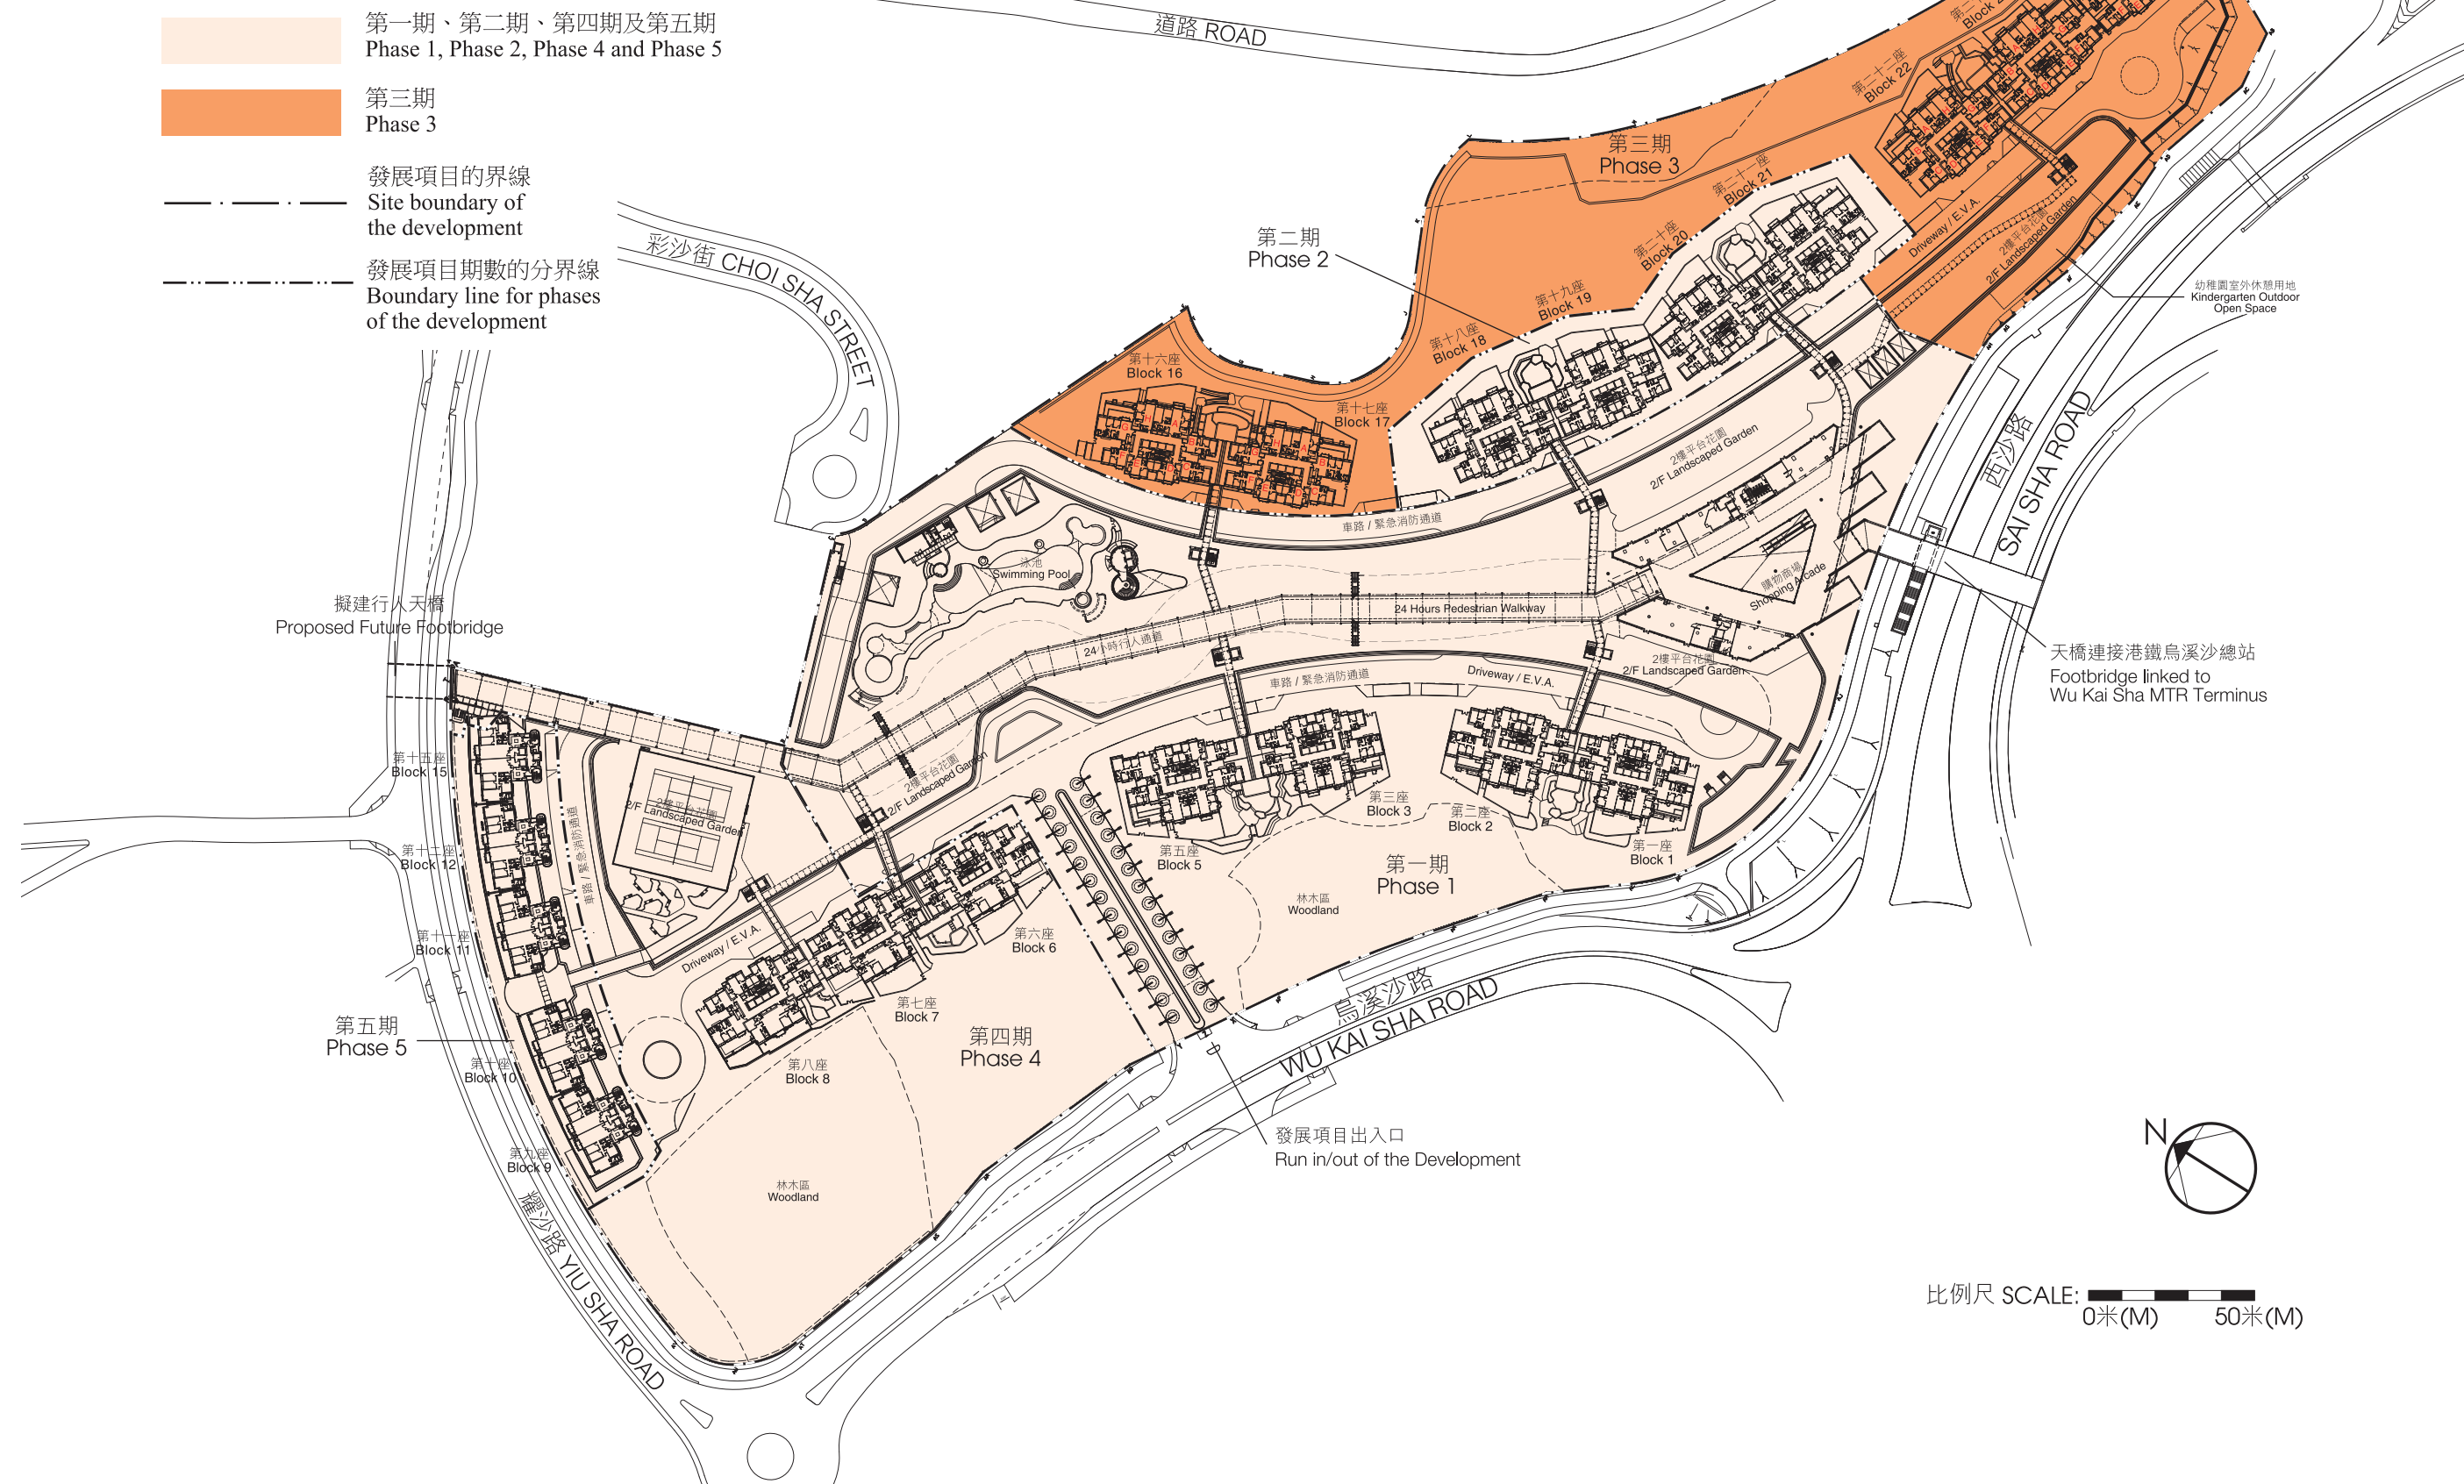 第一期、第二期、第四期及第五期
Phase 1, Phase 2, Phase 4 and Phase 5
第三期
Phase 3
發展項目的界線
Site boundary of
the development
發展項目期數的分界線
Boundary line for phases
of the development
道路 ROAD
彩沙街 CHOI SHA STREET
第二十二座
Block 22
第三期
Phase 3
第二十一座
Block 21
第二十座
Block 20
第十九座
Block 19
第十八座
Block 18
第二期
Phase 2
第十六座
Block 16
第十七座
Block 17
Driveway / E.V.A.
2樓平台花園
2/F Landscaped Garden
幼稚園室外休憩用地
Kindergarten Outdoor
Open Space
西沙路
SAI SHA ROAD
2樓平台花園
2/F Landscaped Garden
車路 / 緊急消防通道
泳池
Swimming Pool
購物商場
Shopping Arcade
24 Hours Pedestrian Walkway
24小時行人通道
擬建行人天橋
Proposed Future Footbridge
天橋連接港鐵烏溪沙總站
Footbridge linked to
Wu Kai Sha MTR Terminus
2樓平台花園
2/F Landscaped Garden
車路 / 緊急消防通道
Driveway / E.V.A.
第十五座
Block 15
2樓平台花園
2/F Landscaped Garden
2樓平台花園
2/F Landscaped Garden
車路 / 緊急消防通道
第三座
Block 3
第二座
Block 2
第一座
Block 1
第五座
Block 5
第一期
Phase 1
林木區
Woodland
第十二座
Block 12
第十一座
Block 11
Driveway / E.V.A.
第六座
Block 6
第七座
Block 7
第八座
Block 8
第四期
Phase 4
第五期
Phase 5
第十座
Block 10
第九座
Block 9
烏溪沙路
WU KAI SHA ROAD
發展項目出入口
Run in/out of the Development
林木區
Woodland
耀沙路 YIU SHA ROAD
N
比例尺 SCALE:
0米(M) 50米(M)